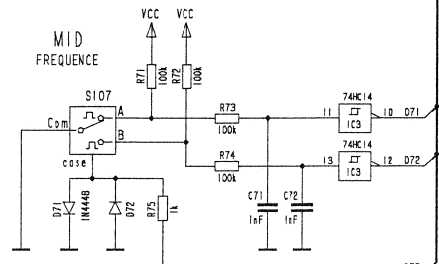 VCC VCC
MID
FREQUENCE
R71 100k R72 100k
74HC14
S107
Com A
R73
100k
11 10 D71
IC3
B
74HC14
R74
100k
13 12 D72
IC3
case
D71 1N4448 D72 R75 1k
C71 C72
1nF 1nF